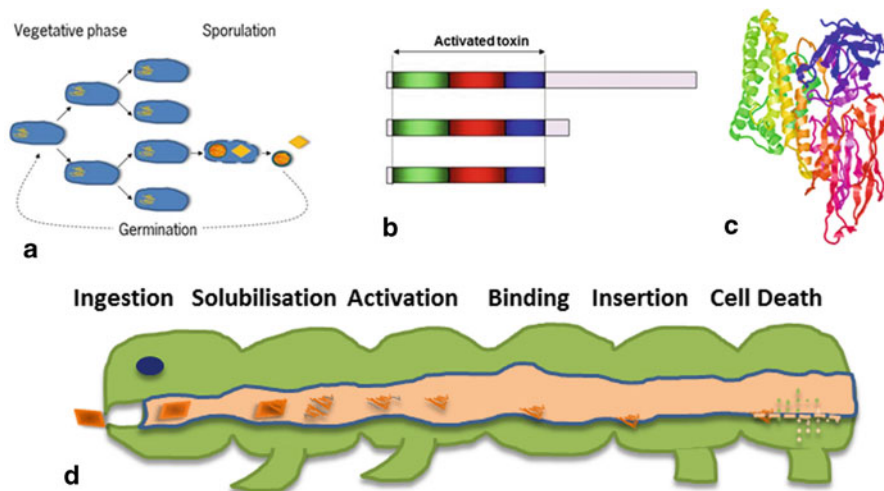 Vegetative phase Sporulation
Germination
a
Activated toxin
b
c
Ingestion Solubilisation Activation Binding Insertion Cell Death
d